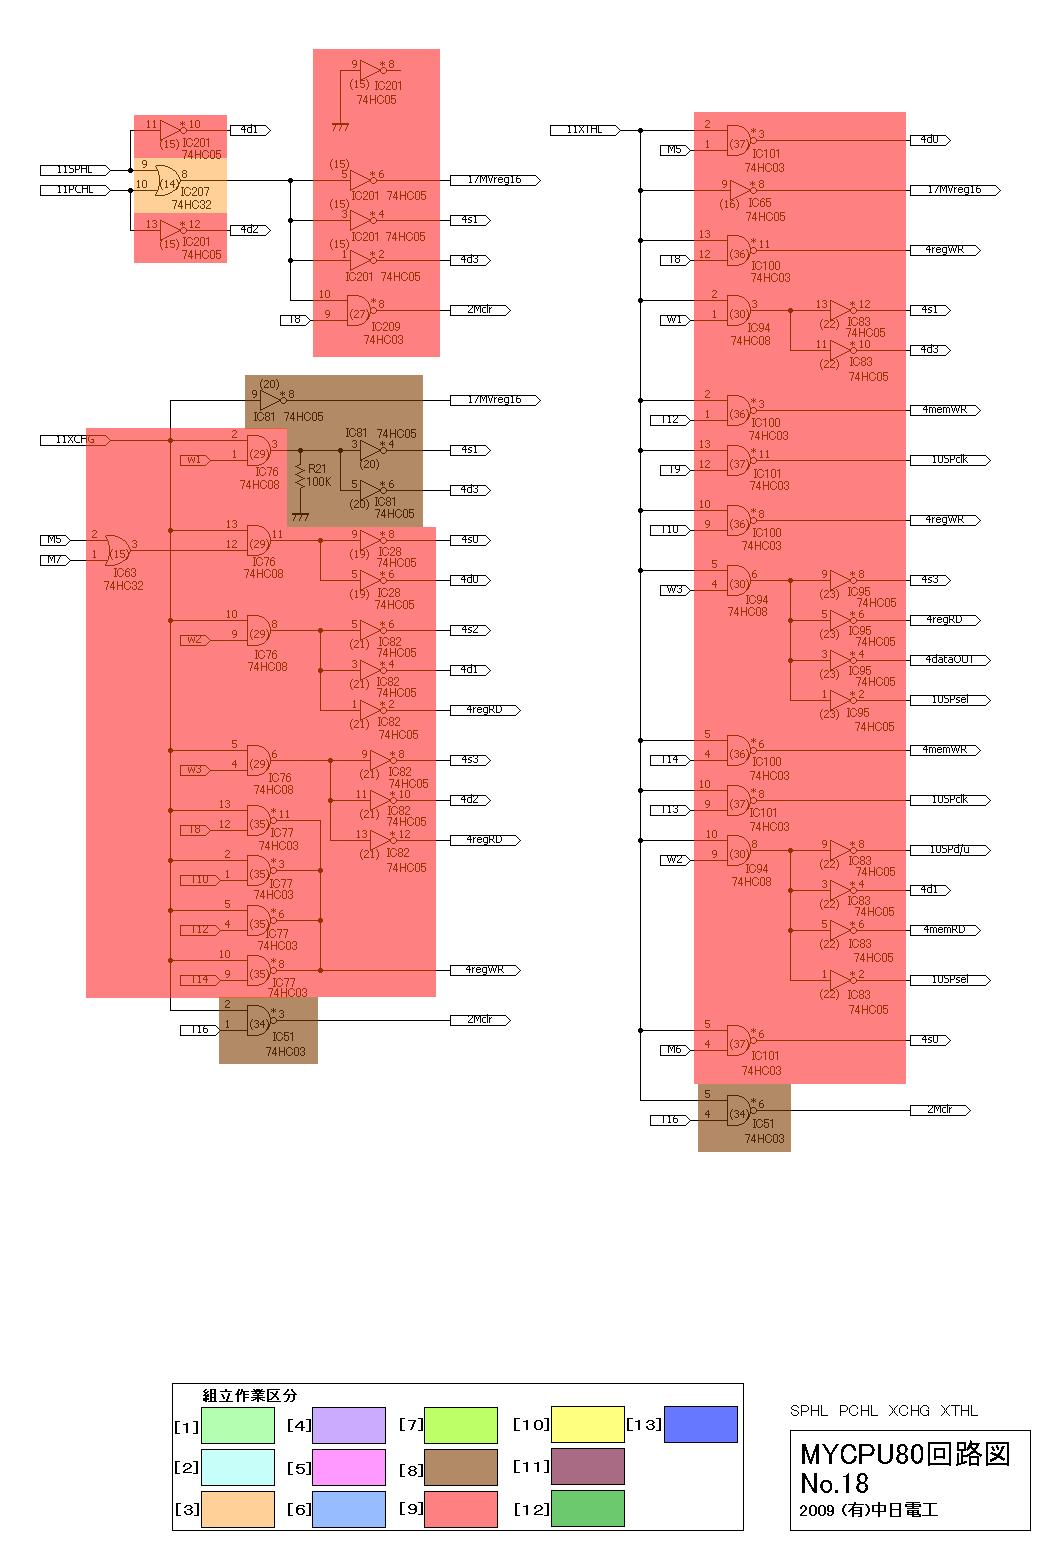 9 * 8
(15) IC201
74HC05
11 * 10 4d1
(15) IC201
74HC05
11SPHL 9
11PCHL 10 (14) 8
IC207
74HC32
13 * 12 4d2
(15) IC201
74HC05
(15)
5 * 6 17MVreg16
IC201 74HC05
(15)
3 * 4 4s1
IC201 74HC05
(15)
1 * 2 4d3
IC201 74HC05
10 * 8 2Mclr
T8 9 (27)
IC209
74HC03
(20)
9 * 8 17MVreg16
IC81 74HC05
11XCHG 2 3
W1 1 (29)
IC76
74HC08
R21
100K
IC81 74HC05
3 * 4 4s1
(20)
5 * 6 4d3
(20) IC81
74HC05
M5 2 3
M7 1 (15)
IC63
74HC32
13 11
12 (29)
IC76
74HC08
9 * 8 4s0
(19) IC28
74HC05
5 * 6 4d0
(19) IC28
74HC05
10 8
W2 9 (29)
IC76
74HC08
5 * 6 4s2
(21) IC82
74HC05
3 * 4 4d1
(21) IC82
74HC05
1 * 2 4regRD
(21) IC82
74HC05
5 6
W3 4 (29)
IC76
74HC08
9 * 8 4s3
(21) IC82
74HC05
11 * 10 4d2
(21) IC82
74HC05
13 * 12 4regRD
(21) IC82
74HC05
13 * 11
T8 12 (35)
IC77
74HC03
2 * 3
T10 1 (35)
IC77
74HC03
5 * 6
T12 4 (35)
IC77
74HC03
10 * 8 4regWR
T14 9 (35)
IC77
74HC03
2 * 3 2Mclr
T16 1 (34)
IC51
74HC03
11XTHL 2 * 3 4d0
M5 1 (37)
IC101
74HC03
9 * 8 17MVreg16
(16) IC65
74HC05
13 * 11 4regWR
T8 12 (36)
IC100
74HC03
2 3
W1 1 (30)
IC94
74HC08
13 * 12 4s1
(22) IC83
74HC05
11 * 10 4d3
(22) IC83
74HC05
2 * 3 4memWR
T12 1 (36)
IC100
74HC03
13 * 11 10SPclk
T9 12 (37)
IC101
74HC03
10 * 8 4regWR
T10 9 (36)
IC100
74HC03
5 6
W3 4 (30)
IC94
74HC08
9 * 8 4s3
(23) IC95
74HC05
5 * 6 4regRD
(23) IC95
74HC05
3 * 4 4dataOUT
(23) IC95
74HC05
1 * 2 10SPsel
(23) IC95
74HC05
5 * 6 4memWR
T14 4 (36)
IC100
74HC03
10 * 8 10SPclk
T13 9 (37)
IC101
74HC03
10 8
W2 9 (30)
IC94
74HC08
9 * 8 10SPd/u
(22) IC83
74HC05
3 * 4 4d1
(22) IC83
74HC05
5 * 6 4memRD
(22) IC83
74HC05
1 * 2 10SPsel
(22) IC83
74HC05
5 * 6 4s0
M6 4 (37)
IC101
74HC03
5 * 6 2Mclr
T16 4 (34)
IC51
74HC03
組立作業区分
[1] [4] [7] [10] [13]
[2] [5] [8] [11]
[3] [6] [9] [12]
SPHL PCHL XCHG XTHL
MYCPU80回路図
No.18
2009 (有)中日電工